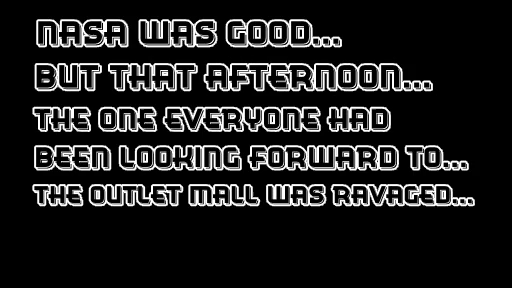 NASA WAS GOOD...
BUT THAT AFTERNOON...
THE ONE EVERYONE HAD
BEEN LOOKING FORWARD TO...
THE OUTLET MALL WAS RAVAGED...